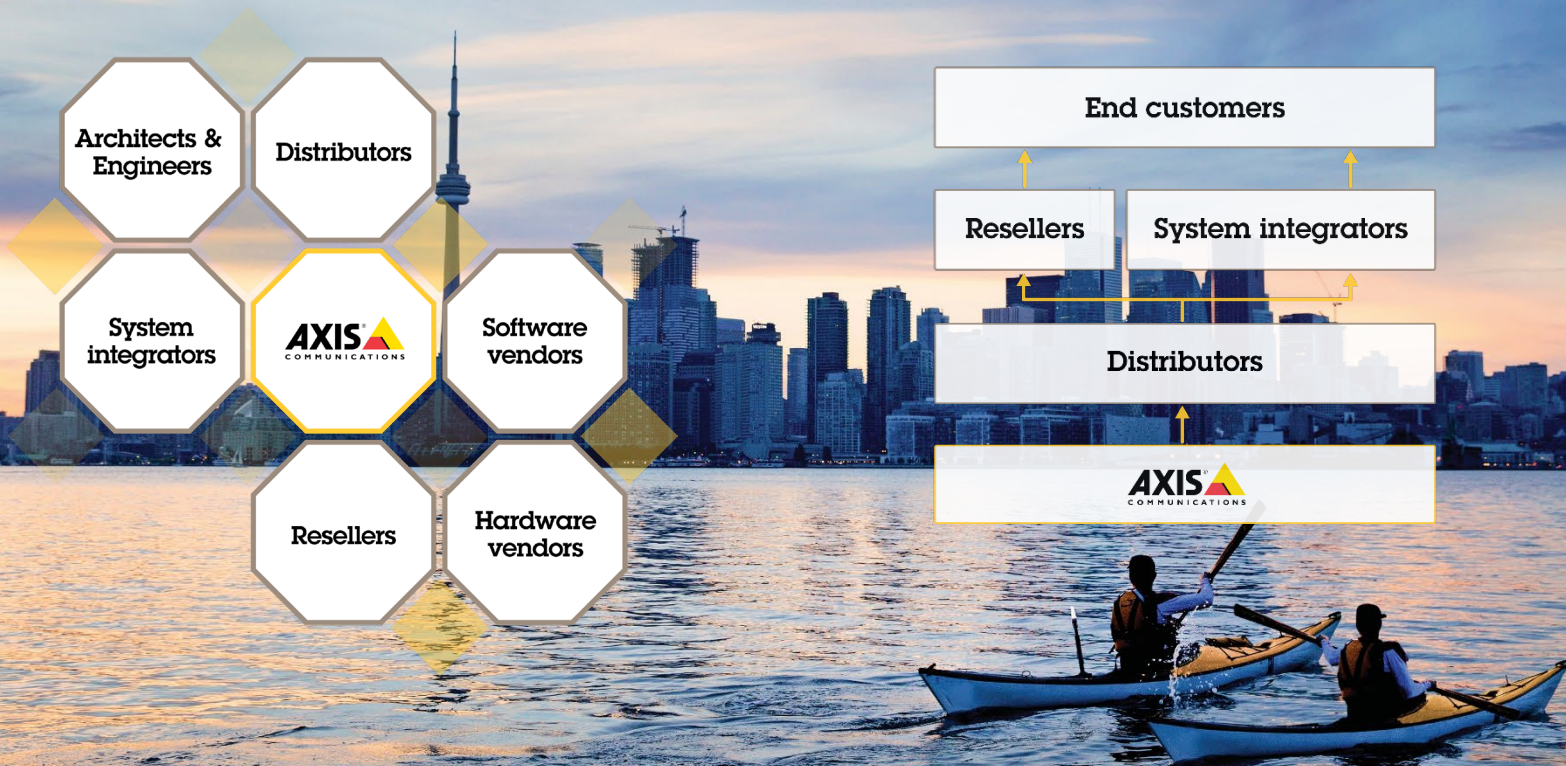 Architects &
Engineers
Distributors
System
integrators
AXIS®
COMMUNICATIONS
Software
vendors
Resellers
Hardware
vendors
End customers
Resellers
System integrators
Distributors
AXIS®
COMMUNICATIONS